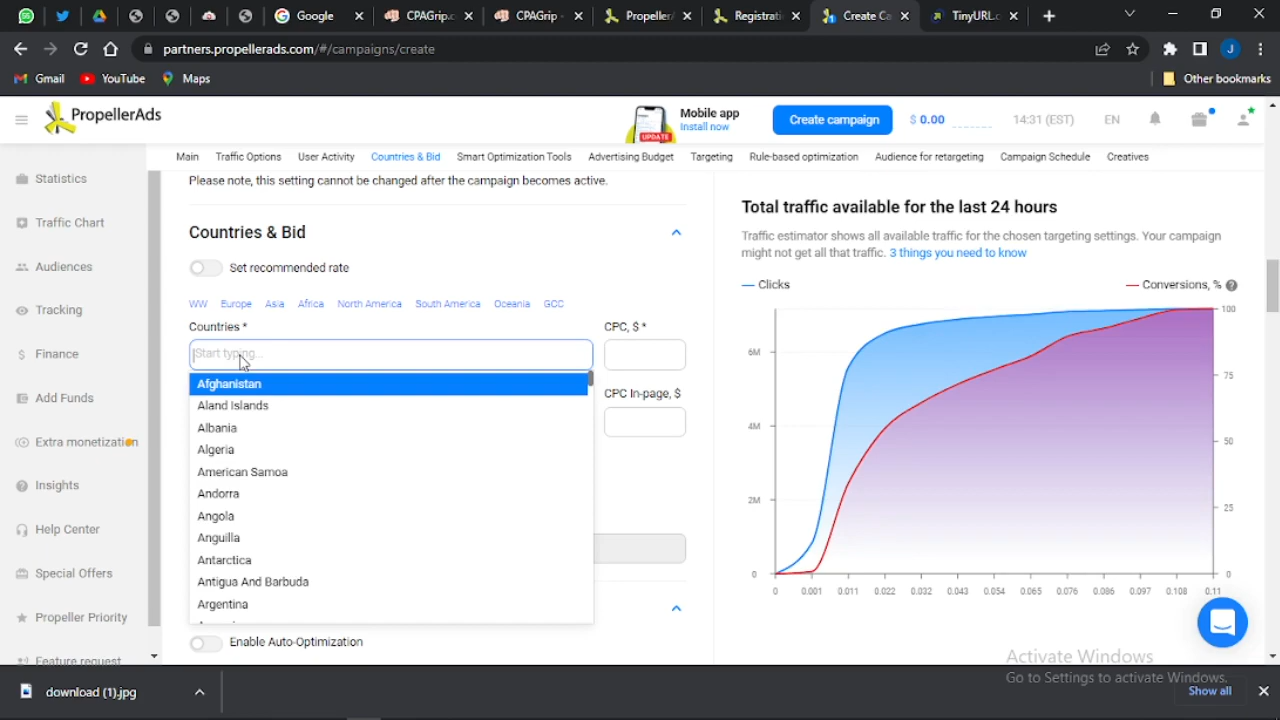 Google
CPAGrip.c
CPAGrip -
Propeller
Registrati
Create Ca
TinyURL.c
partners.propellerads.com/#/campaigns/create
J
Gmail
YouTube
Maps
Other bookmarks
PropellerAds
UPDATE
Mobile app
Install now
Create campaign
$ 0.00
14:31 (EST)
EN
Main
Traffic Options
User Activity
Countries & Bid
Smart Optimization Tools
Advertising Budget
Targeting
Rule-based optimization
Audience for retargeting
Campaign Schedule
Creatives
Statistics
Traffic Chart
Audiences
Tracking
Finance
Add Funds
Extra monetization
Insights
Help Center
Special Offers
Propeller Priority
Feature request
Please note, this setting cannot be changed after the campaign becomes active.
Countries & Bid
Set recommended rate
WW
Europe
Asia
Africa
North America
South America
Oceania
GCC
Countries *
CPC, $ *
Start typing...
Afghanistan
CPC In-page, $
Aland Islands
Albania
Algeria
American Samoa
Andorra
Angola
Anguilla
Antarctica
Antigua And Barbuda
Argentina
Enable Auto-Optimization
Total traffic available for the last 24 hours
Traffic estimator shows all available traffic for the chosen targeting settings. Your campaign
might not get all that traffic. 3 things you need to know
Clicks
Conversions, % ?
6M
4M
2M
0
100
75
50
25
0
0 0.001 0.011 0.022 0.032 0.043 0.054 0.065 0.076 0.086 0.097 0.108 0.11
Activate Windows
Go to Settings to activate Windows.
download (1).jpg
Show all